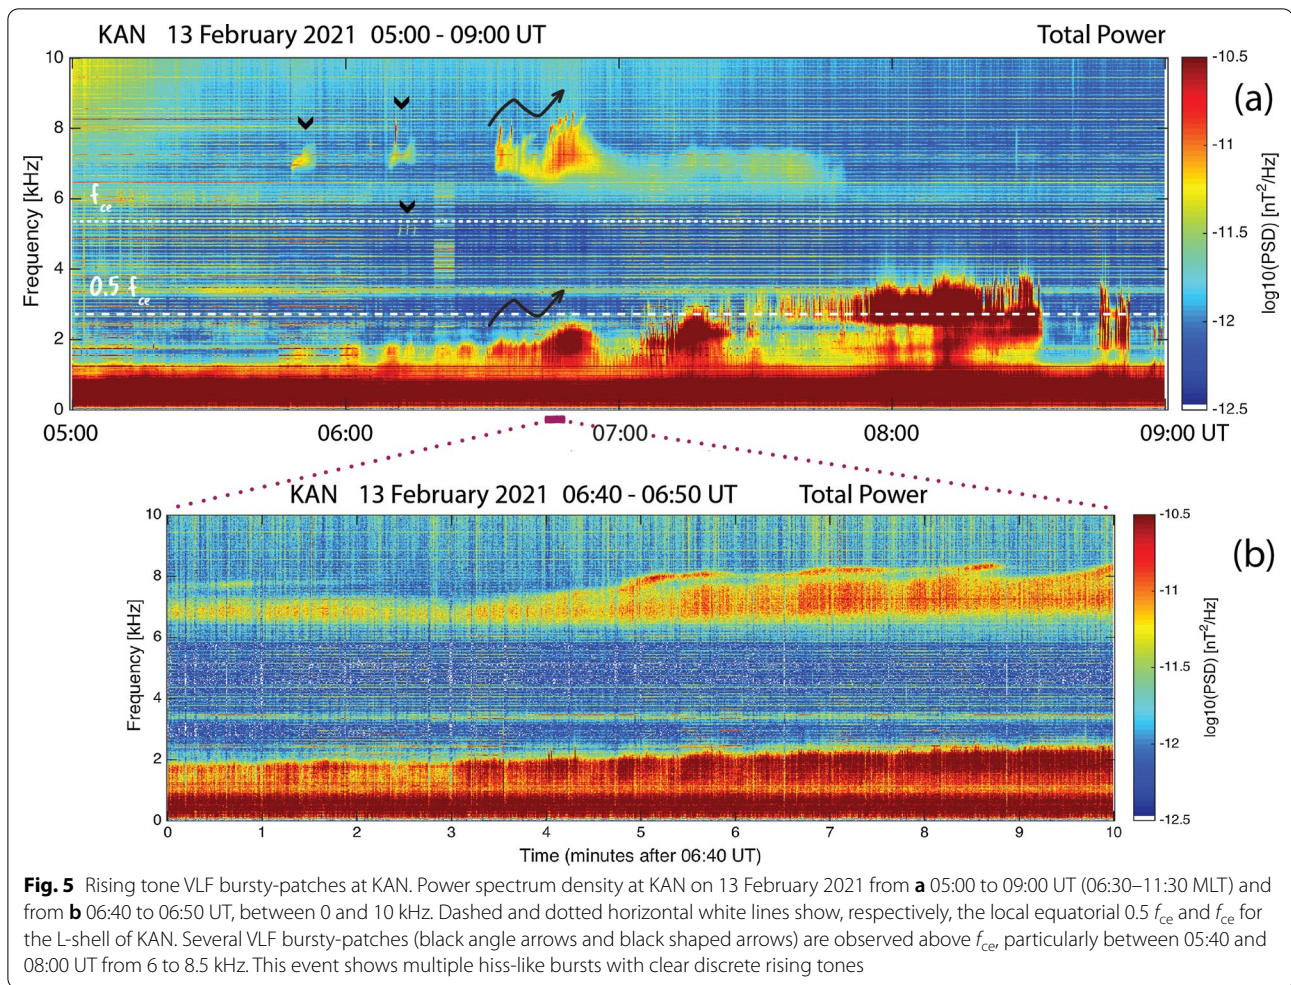 KAN 13 February 2021 05:00 - 09:00 UT Total Power
(a)
10
8
6
4
2
0
Frequency [kHz]
f_ce
0.5 f_ce
05:00 06:00 07:00 08:00 09:00 UT
-10.5
-11
-11.5
-12
-12.5
log10(PSD) [nT²/Hz]
KAN 13 February 2021 06:40 - 06:50 UT Total Power
(b)
10
8
6
4
2
0
Frequency [kHz]
0 1 2 3 4 5 6 7 8 9 10
Time (minutes after 06:40 UT)
-10.5
-11
-11.5
-12
-12.5
log10(PSD) [nT²/Hz]
Fig. 5 Rising tone VLF bursty-patches at KAN. Power spectrum density at KAN on 13 February 2021 from a 05:00 to 09:00 UT (06:30–11:30 MLT) and
from b 06:40 to 06:50 UT, between 0 and 10 kHz. Dashed and dotted horizontal white lines show, respectively, the local equatorial 0.5 f_ce and f_ce for
the L-shell of KAN. Several VLF bursty-patches (black angle arrows and black shaped arrows) are observed above f_ce, particularly between 05:40 and
08:00 UT from 6 to 8.5 kHz. This event shows multiple hiss-like bursts with clear discrete rising tones